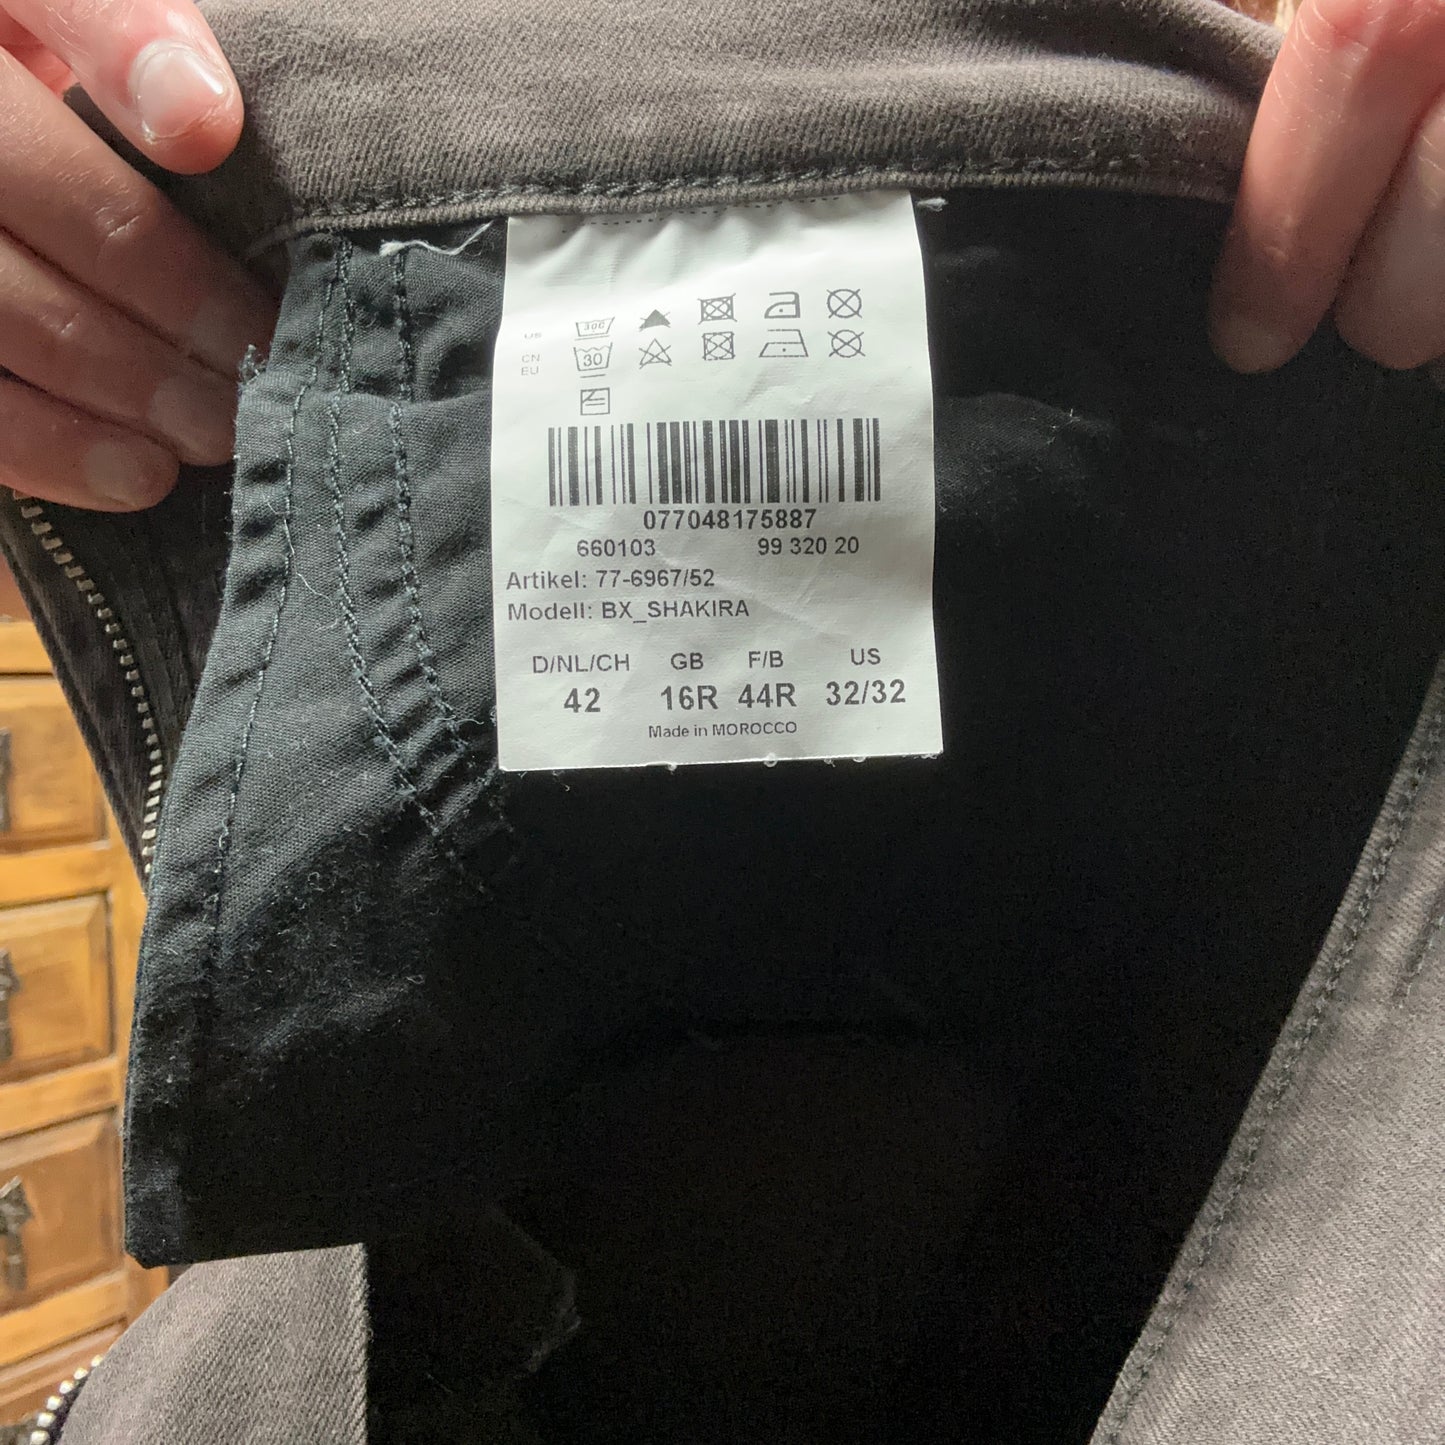 US
30C
CN
EU
30
077048175887
660103 99 320 20
Artikel: 77-6967/52
Modell: BX_SHAKIRA
D/NL/CH GB F/B US
42 16R 44R 32/32
Made in MOROCCO